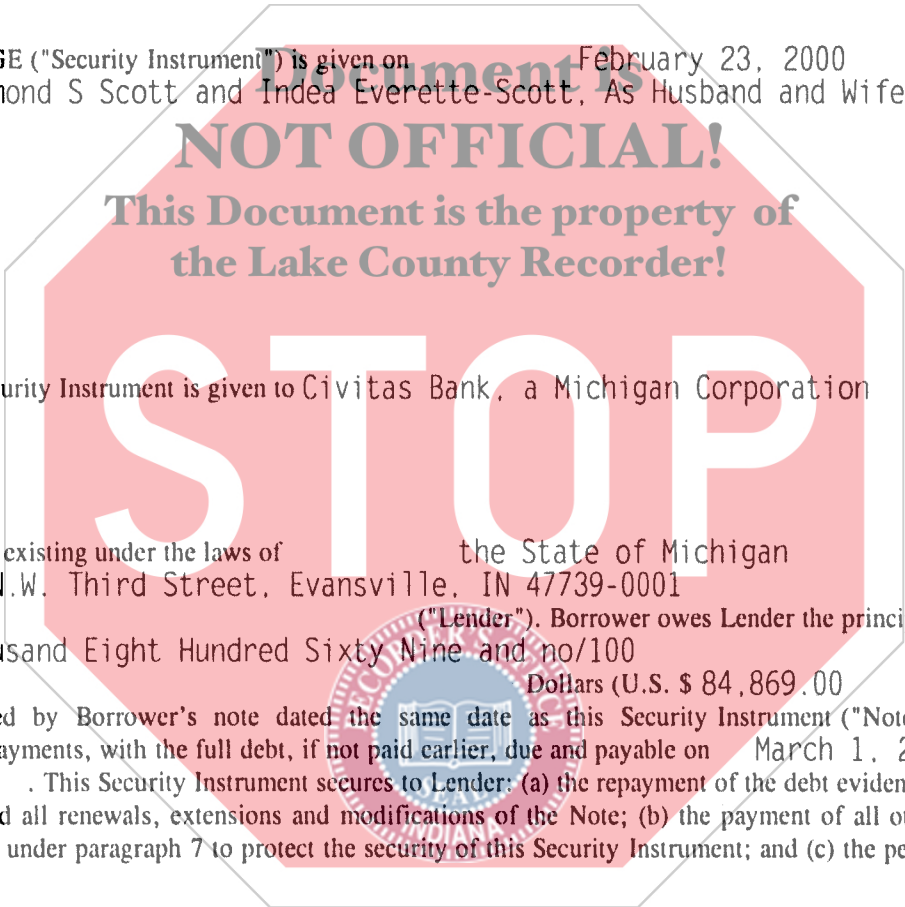 GE ("Security Instrument") is given on February 23, 2000
Document is
mond S Scott and Indea Everette-Scott, As Husband and Wife
NOT OFFICIAL!
This Document is the property of
the Lake County Recorder!
STOP
urity Instrument is given to Civitas Bank, a Michigan Corporation
existing under the laws of the State of Michigan
N.W. Third Street, Evansville, IN 47739-0001
("Lender"). Borrower owes Lender the princi
usand Eight Hundred Sixty Nine and no/100
Dollars (U.S. $ 84,869.00
ed by Borrower's note dated the same date as this Security Instrument ("Note
ayments, with the full debt, if not paid earlier, due and payable on March 1, 2
. This Security Instrument secures to Lender: (a) the repayment of the debt eviden
d all renewals, extensions and modifications of the Note; (b) the payment of all o
under paragraph 7 to protect the security of this Security Instrument; and (c) the pe
RECORDER'S OFFICE
SEAL
INDIANA